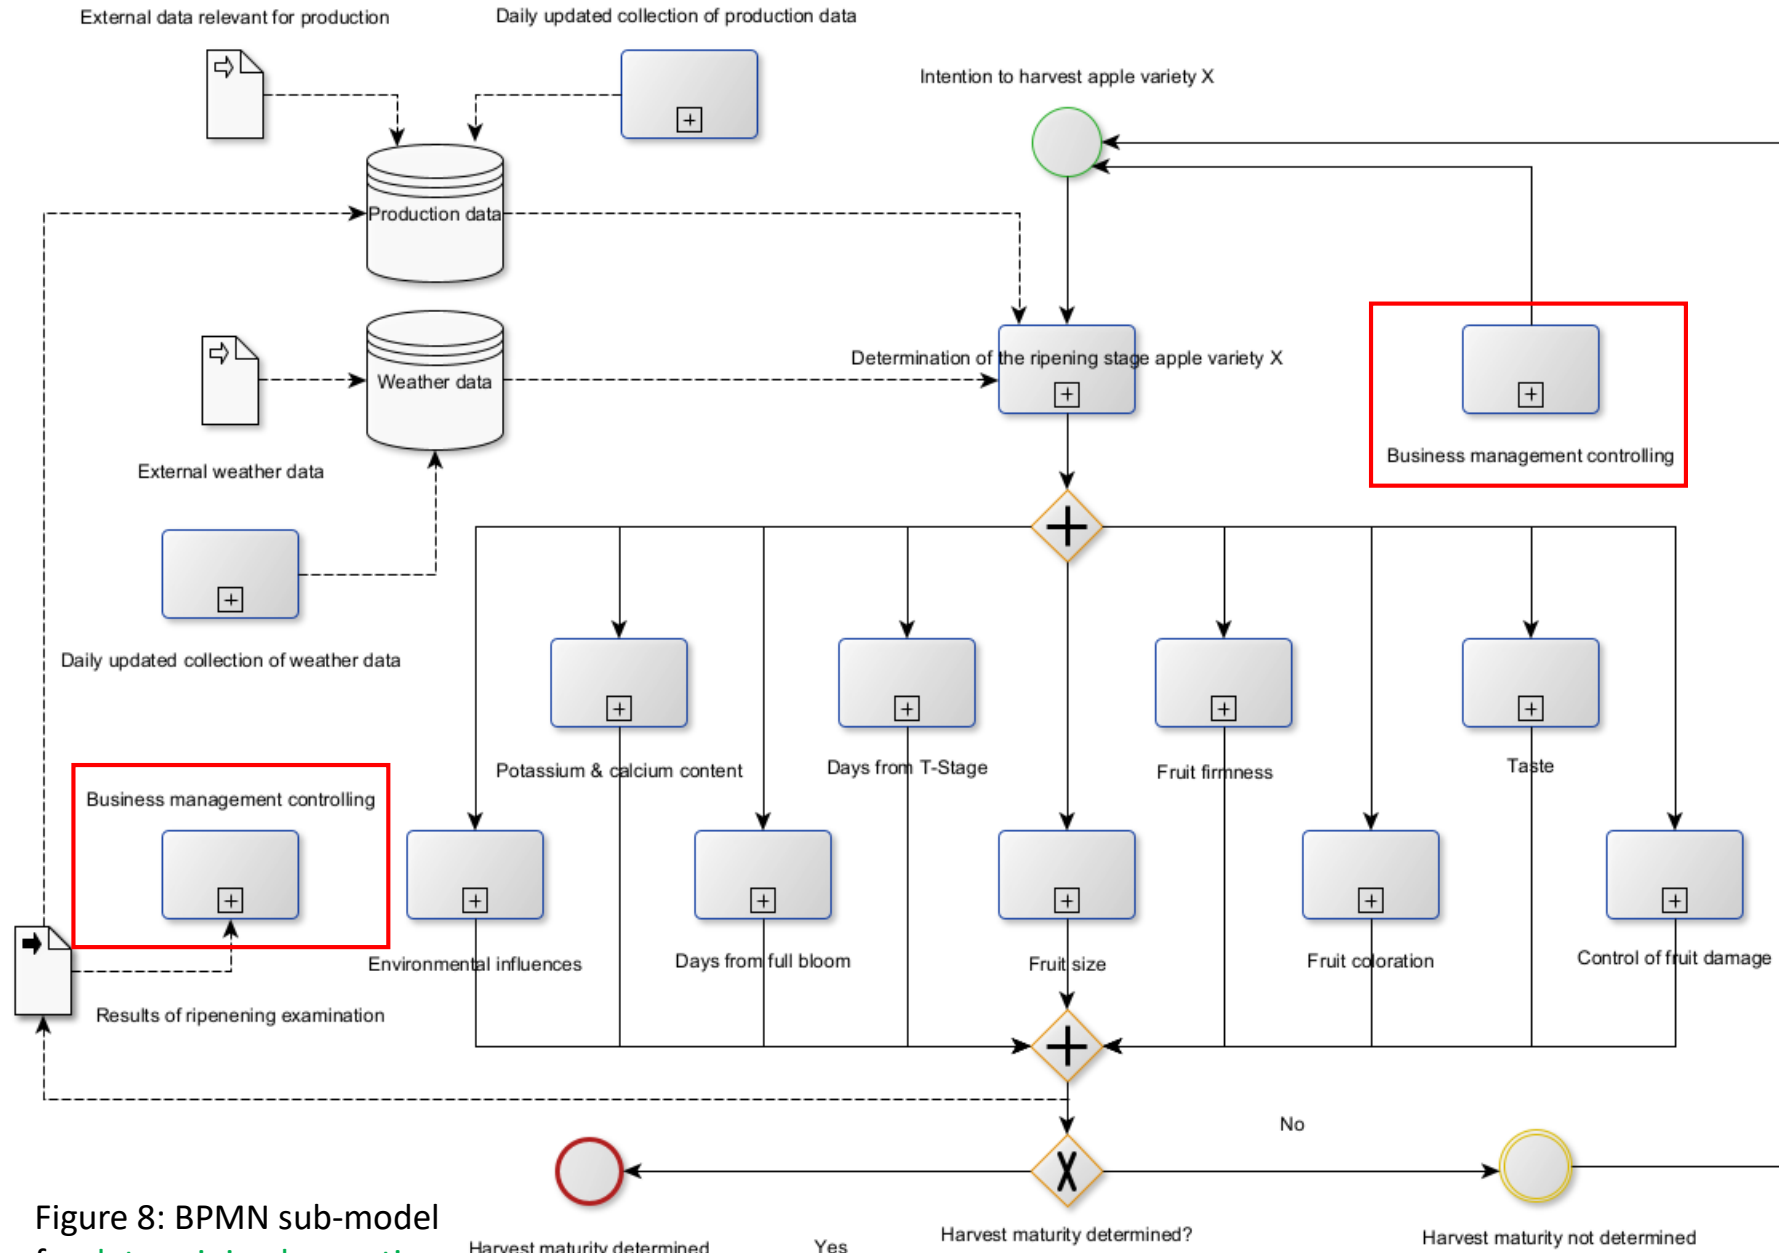 External data relevant for production
Daily updated collection of production data
Intention to harvest apple variety X
Production data
Determination of the ripening stage apple variety X
Weather data
Business management controlling
External weather data
Daily updated collection of weather data
Potassium & calcium content
Days from T-Stage
Fruit firmness
Taste
Business management controlling
Environmental influences
Days from full bloom
Fruit size
Fruit coloration
Control of fruit damage
Results of ripenening examination
No
Figure 8: BPMN sub-model
Harvest maturity determined
Yes
Harvest maturity determined?
Harvest maturity not determined